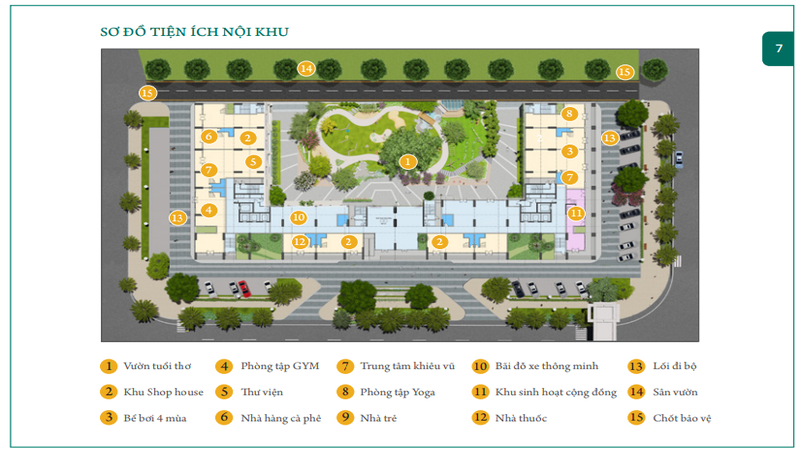 SƠ ĐỒ TIỆN ÍCH NỘI KHU
7
14
15
15
8
6
2
13
3
5
1
7
7
4
11
13
10
12
2
2
1 Vườn tuổi thơ
4 Phòng tập GYM
7 Trung tâm khiêu vũ
10 Bãi đỗ xe thông minh
13 Lối đi bộ
2 Khu Shop house
5 Thư viện
8 Phòng tập Yoga
11 Khu sinh hoạt cộng đồng
14 Sân vườn
3 Bể bơi 4 mùa
6 Nhà hàng cà phê
9 Nhà trẻ
12 Nhà thuốc
15 Chốt bảo vệ